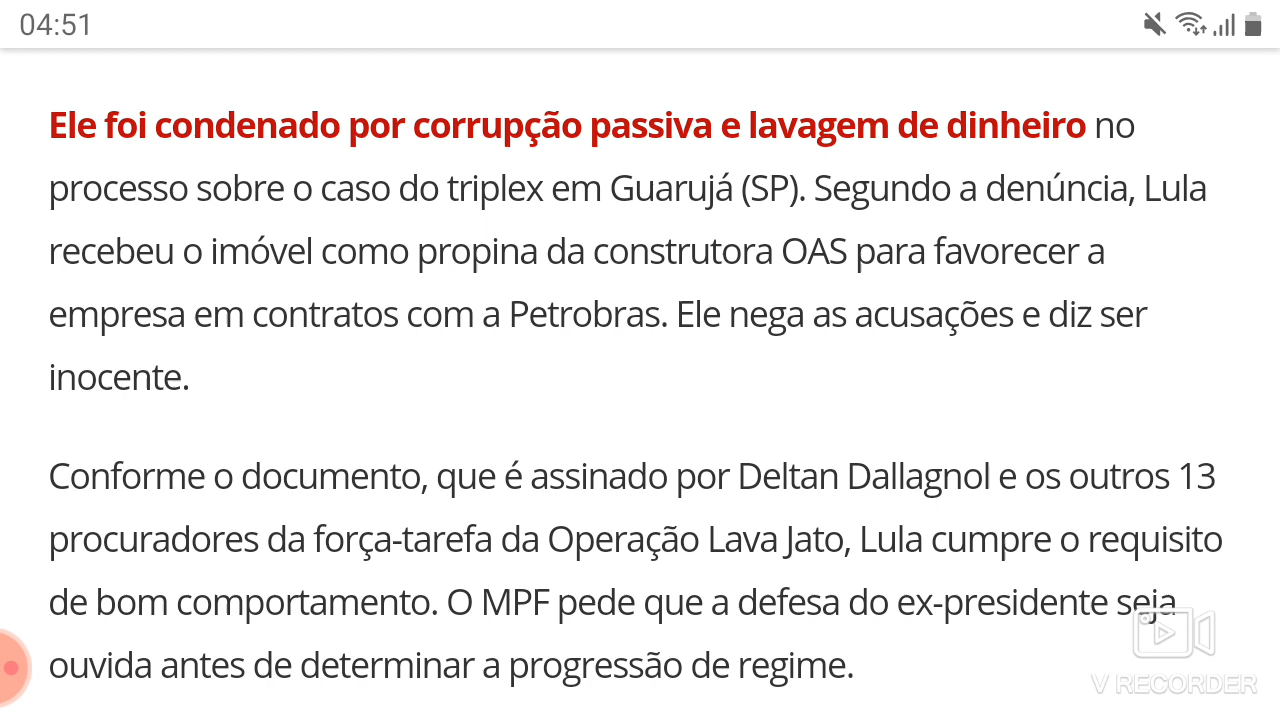 04:51
Ele foi condenado por corrupção passiva e lavagem de dinheiro no
processo sobre o caso do triplex em Guarujá (SP). Segundo a denúncia, Lula
recebeu o imóvel como propina da construtora OAS para favorecer a
empresa em contratos com a Petrobras. Ele nega as acusações e diz ser
inocente.
Conforme o documento, que é assinado por Deltan Dallagnol e os outros 13
procuradores da força-tarefa da Operação Lava Jato, Lula cumpre o requisito
de bom comportamento. O MPF pede que a defesa do ex-presidente seja
ouvida antes de determinar a progressão de regime.
V RECORDER